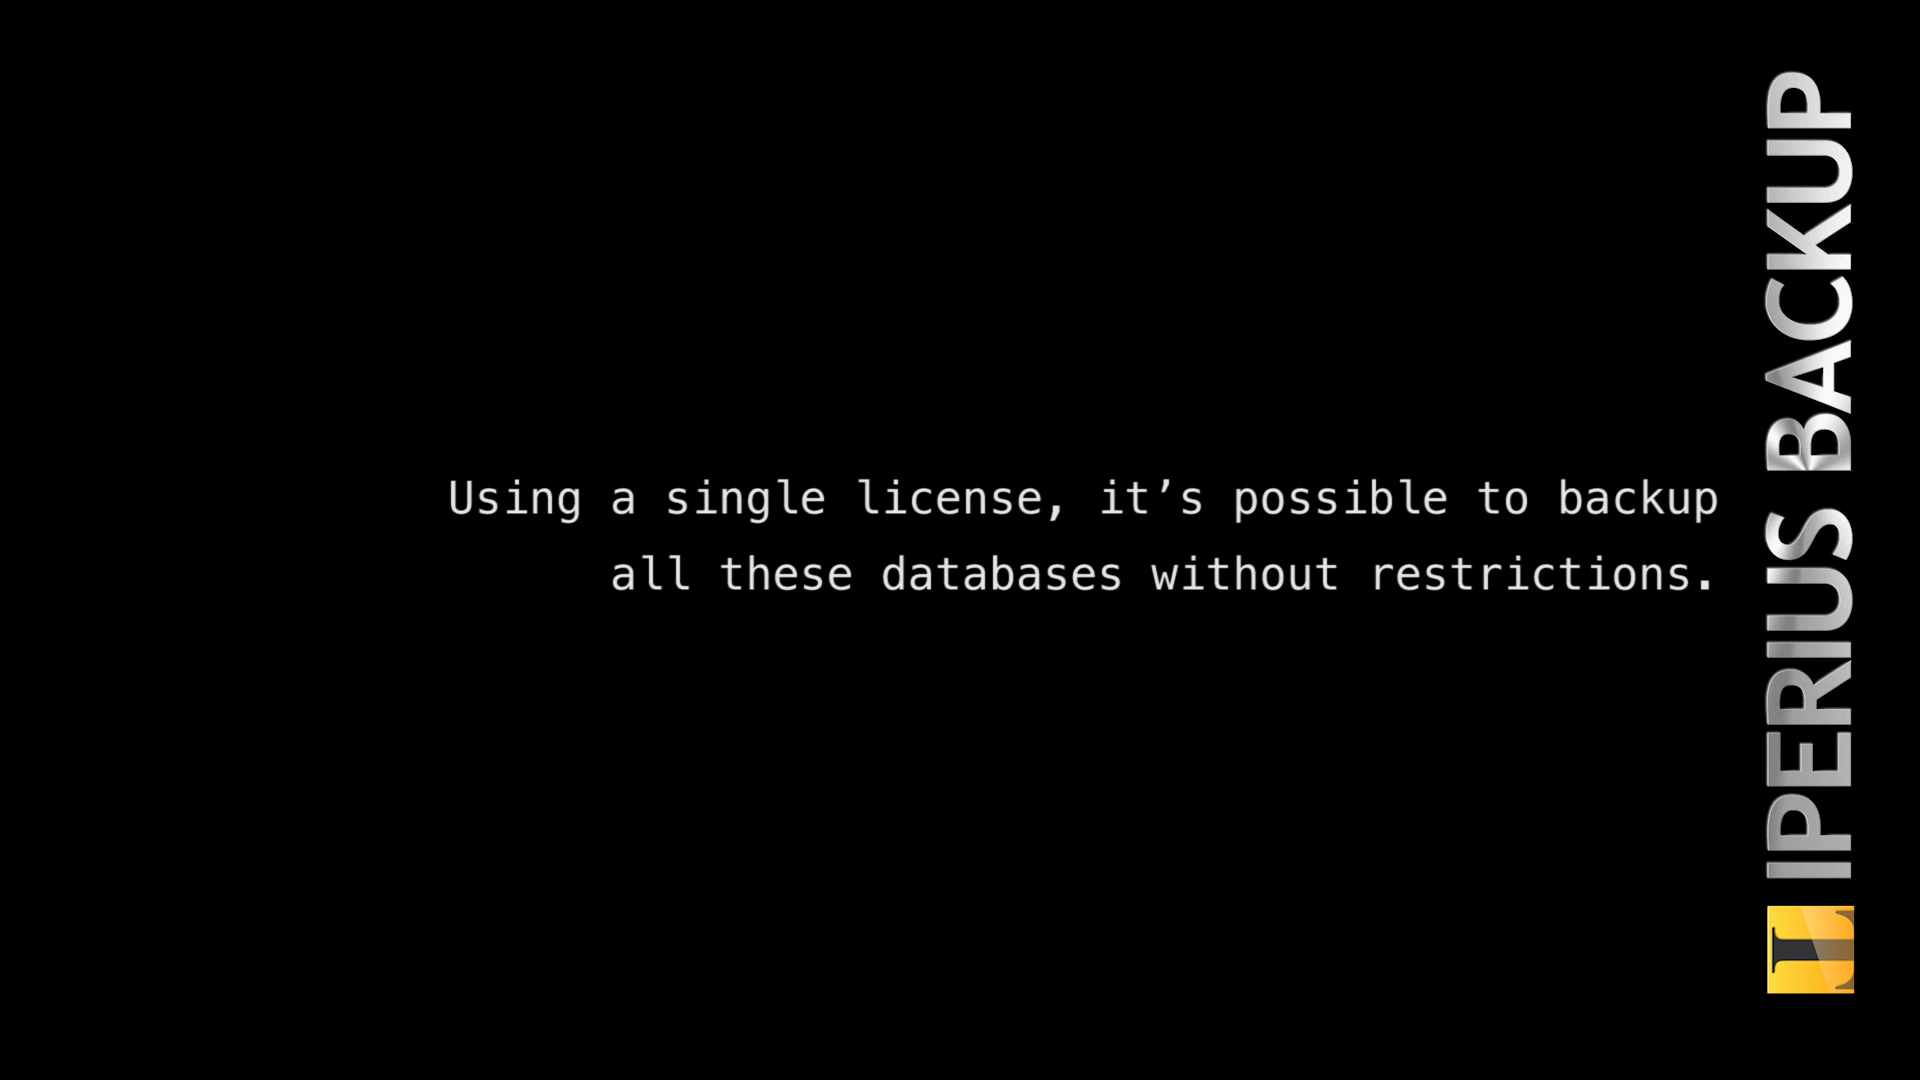 Using a single license, it’s possible to backup
all these databases without restrictions.
IPERIUS BACKUP